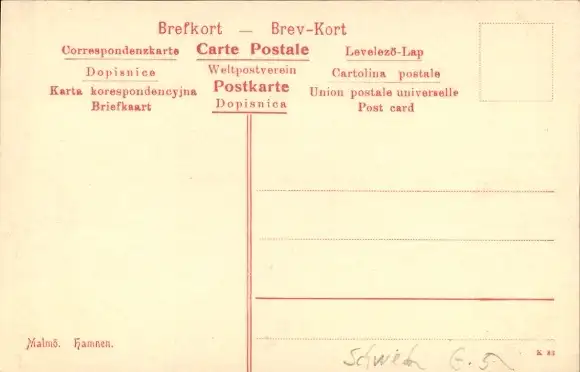 Brefkort — Brev-Kort
Correspondenzkarte Carte Postale Levelező-Lap
Dopisnice Weltpostverein Cartolina postale
Karta korespondencyjna Postkarte Union postale universelle
Briefkaart Dopisnica Post card
Malmö. Hamnen.